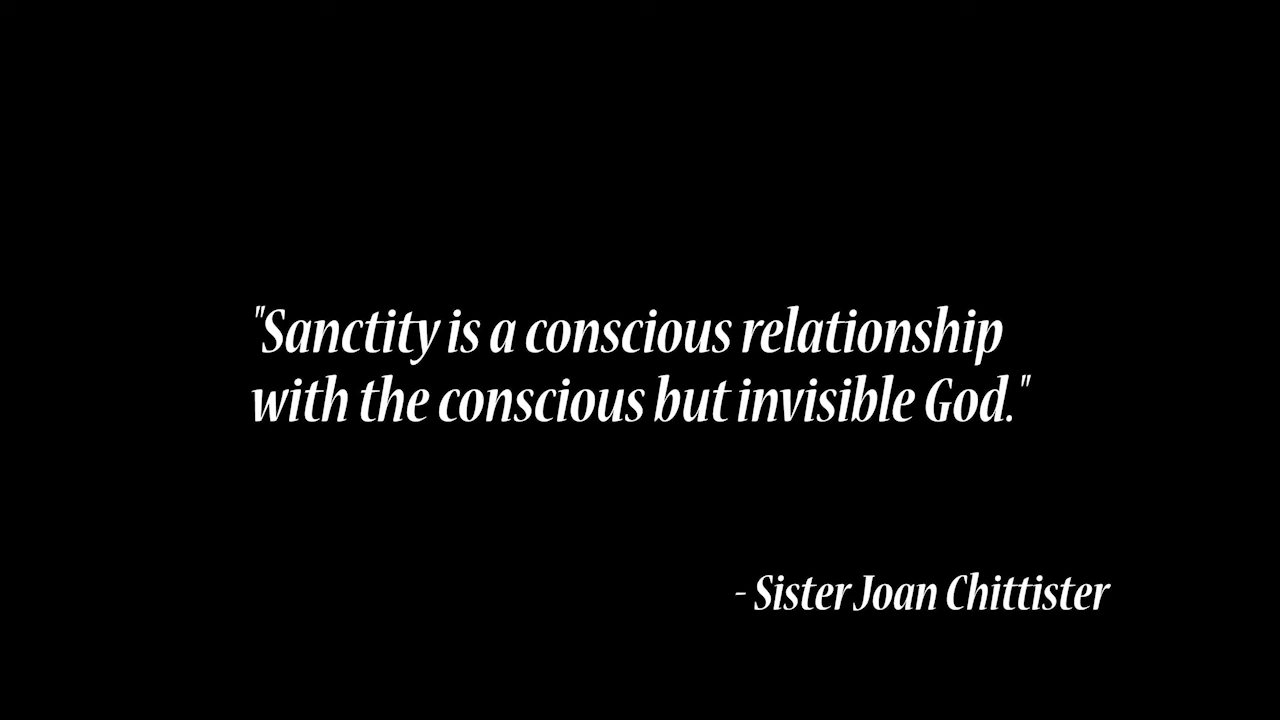 "Sanctity is a conscious relationship
with the conscious but invisible God."
- Sister Joan Chittister